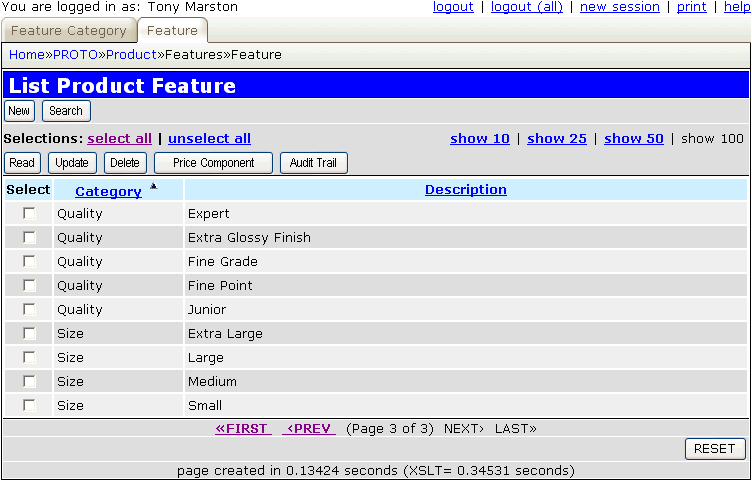 You are logged in as: Tony Marston logout | logout (all) | new session | print | help
Feature Category Feature
Home»PROTO»Product»Features»Feature
List Product Feature
New Search
Selections: select all | unselect all show 10 | show 25 | show 50 | show 100
Read Update Delete Price Component Audit Trail
Select Category Description
Quality Expert
Quality Extra Glossy Finish
Quality Fine Grade
Quality Fine Point
Quality Junior
Size Extra Large
Size Large
Size Medium
Size Small
«FIRST ‹PREV (Page 3 of 3) NEXT› LAST»
RESET
page created in 0.13424 seconds (XSLT= 0.34531 seconds)